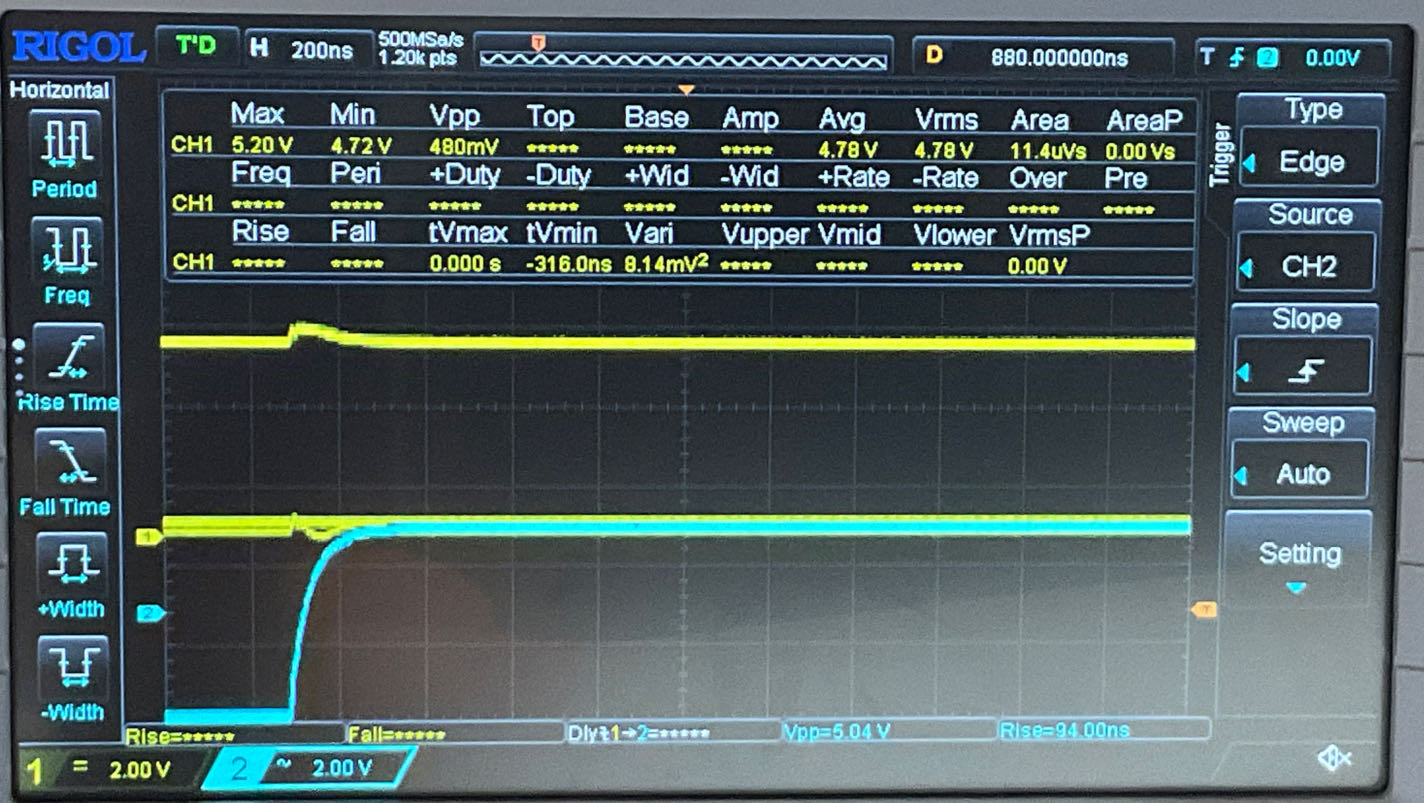 RIGOL T'D H 200ns 500MSa/s D 880.000000ns T 2 0.00V
1.20k pts
T
Horizontal
Period
Freq
Rise Time
Fall Time
+Width
-Width
Max Min Vpp Top Base Amp Avg Vrms Area AreaP
CH1 5.20 V 4.72 V 480mV ***** ***** ***** 4.78 V 4.78 V 11.4uVs 0.00 Vs
Freq Peri +Duty -Duty +Wid -Wid +Rate -Rate Over Pre
CH1 ***** ***** ***** ***** ***** ***** ***** ***** ***** *****
Rise Fall tVmax tVmin Vari Vupper Vmid Vlower VrmsP
CH1 ***** ***** 0.000 s -316.0ns 8.14mV² ***** ***** ***** 0.00 V
1
2
T
Trigger
Type
Edge
Source
CH2
Slope
Sweep
Auto
Setting
Rise=***** Fall=***** Dly1→2=***** Vpp=5.04 V Rise=94.00ns
1 = 2.00 V 2 ~ 2.00 V